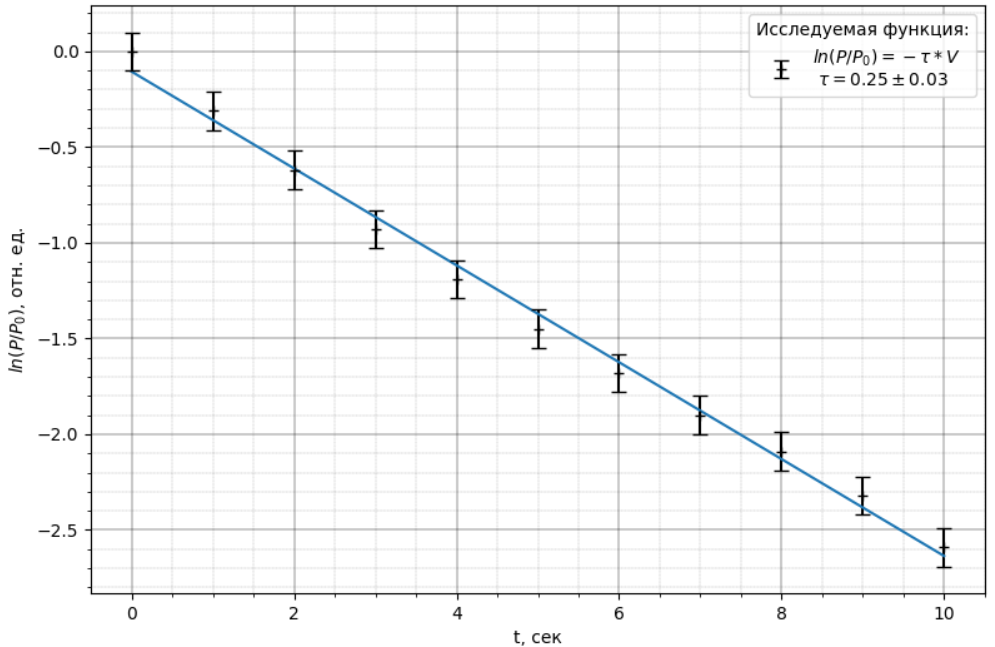 Исследуемая функция:
ln(P/P₀) = −τ * V
τ = 0.25 ± 0.03
0.0
−0.5
−1.0
−1.5
−2.0
−2.5
ln(P/P₀), отн. ед.
0 2 4 6 8 10
t, сек